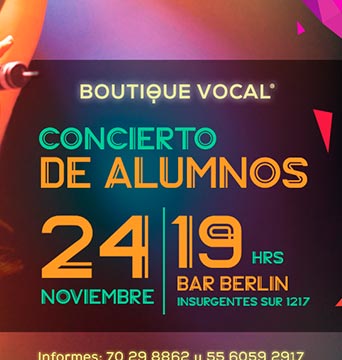 BOUTIQUE VOCAL®
CONCIERTO
DE ALUMNOS
24
NOVIEMBRE
19 HRS
BAR BERLIN
INSURGENTES SUR 1217
Informes: 70 29 8862 y 55 6059 2917